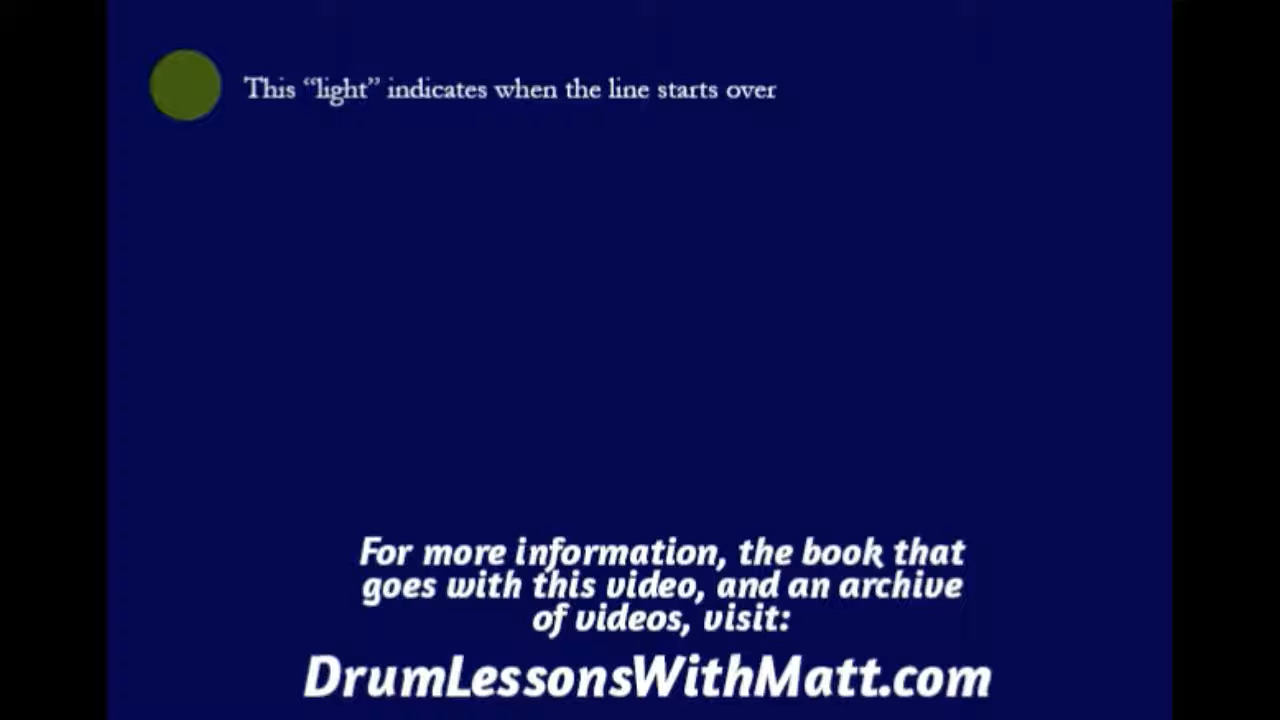 This “light” indicates when the line starts over
For more information, the book that
goes with this video, and an archive
of videos, visit:
DrumLessonsWithMatt.com